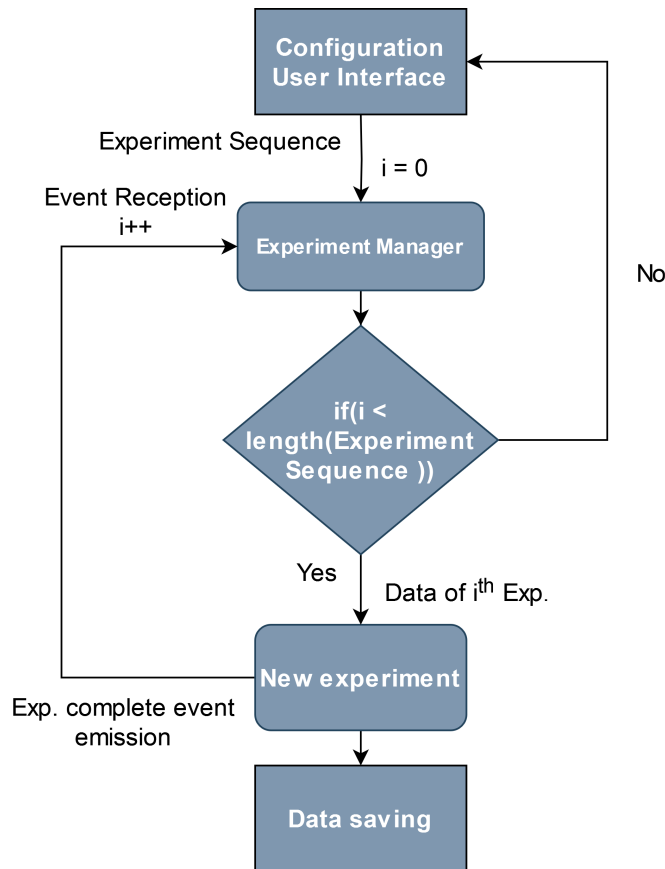 Configuration
User Interface
Experiment Sequence
i = 0
Event Reception
i++
Experiment Manager
No
if(i <
length(Experiment
Sequence ))
Yes
Data of iᵗʰ Exp.
New experiment
Exp. complete event
emission
Data saving